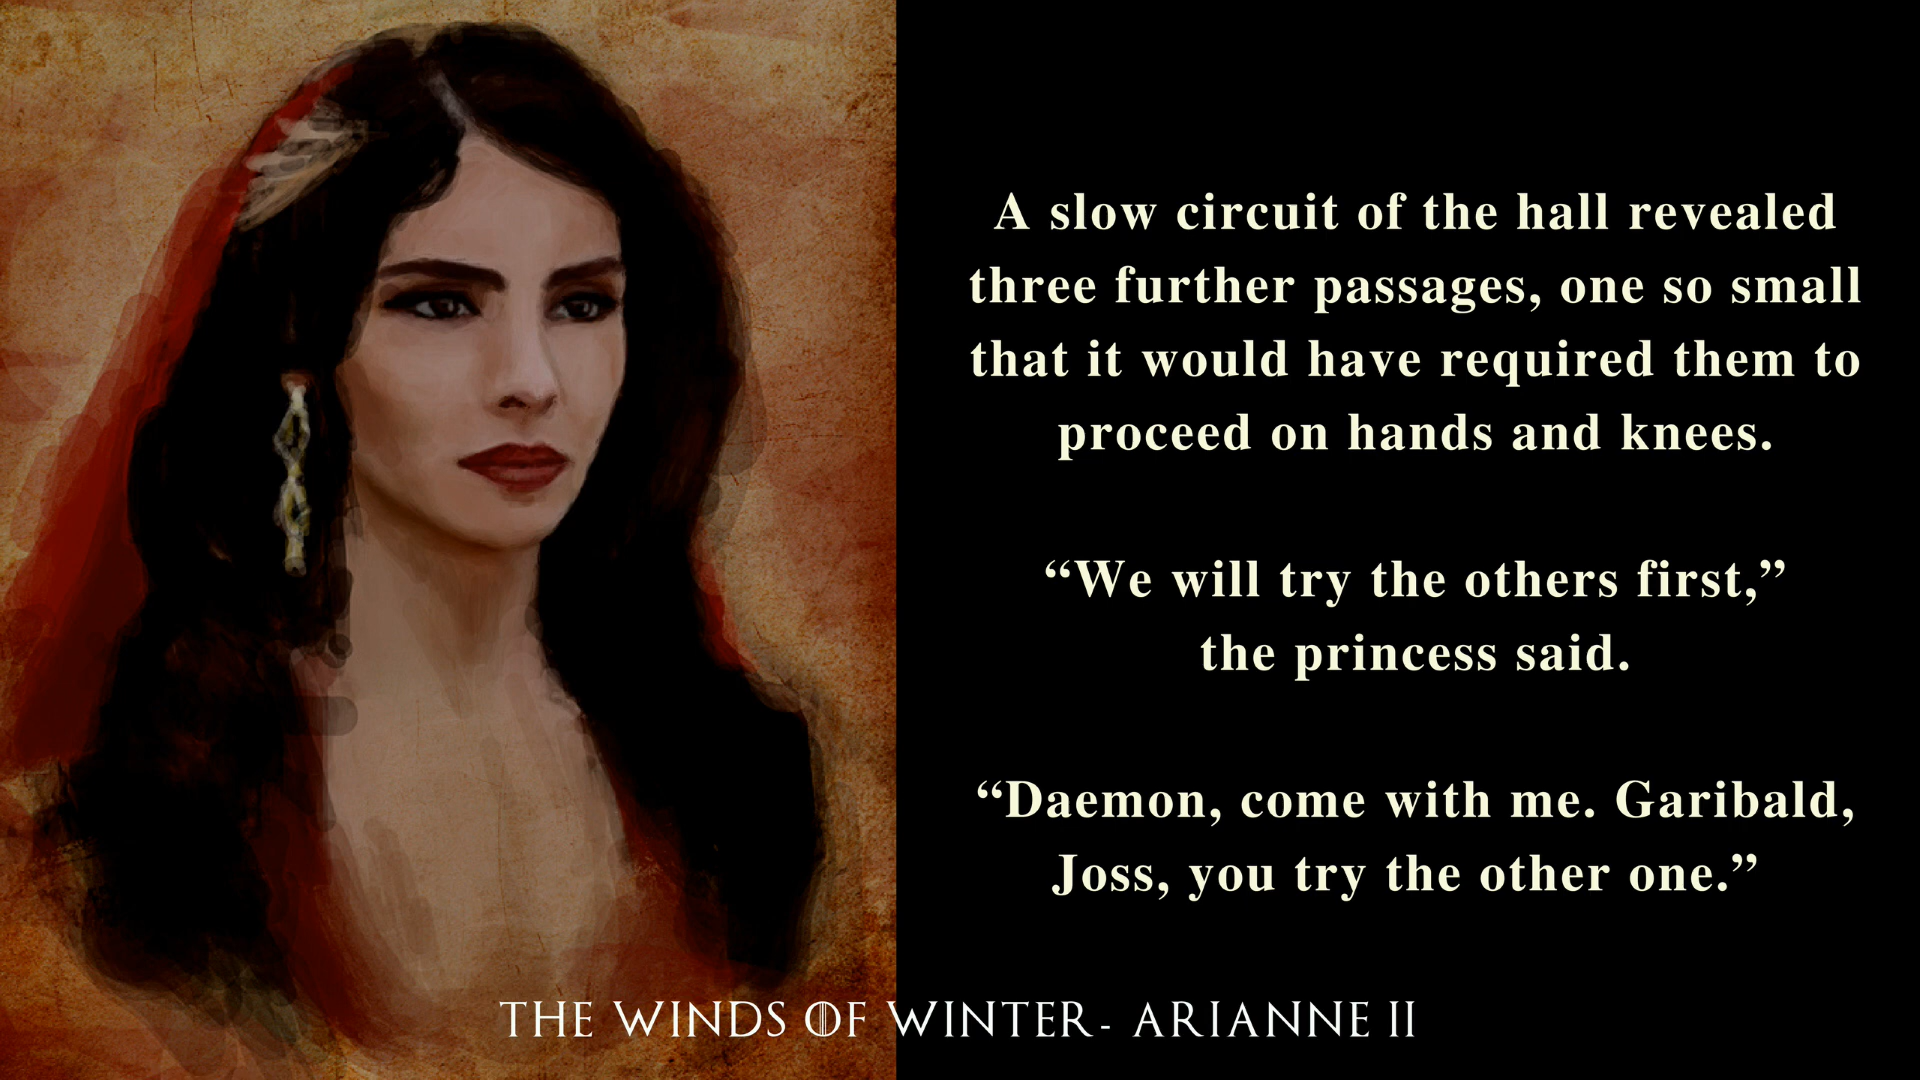 A slow circuit of the hall revealed
three further passages, one so small
that it would have required them to
proceed on hands and knees.
“We will try the others first,”
the princess said.
“Daemon, come with me. Garibald,
Joss, you try the other one.”
THE WINDS OF WINTER- ARIANNE II